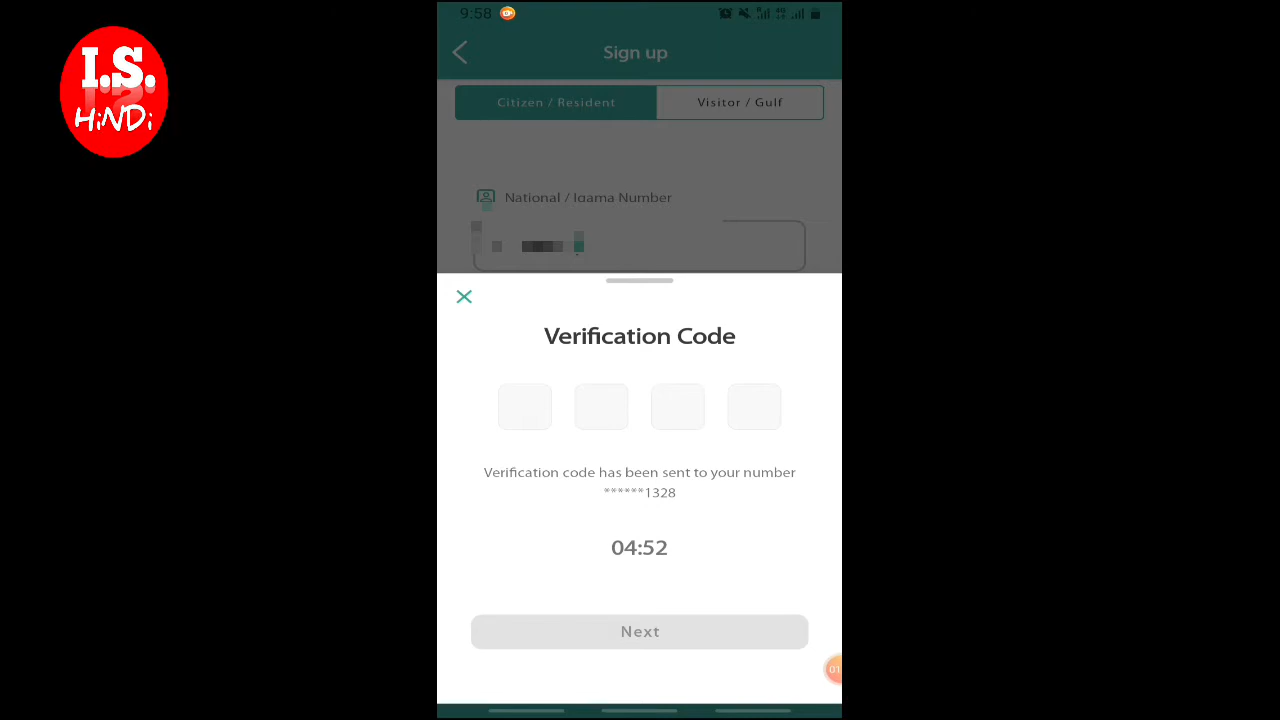 I.S.
HiNDi
9:58
Sign up
Citizen / Resident
Visitor / Gulf
National / Iqama Number
Verification Code
Verification code has been sent to your number
******1328
04:52
Next
01